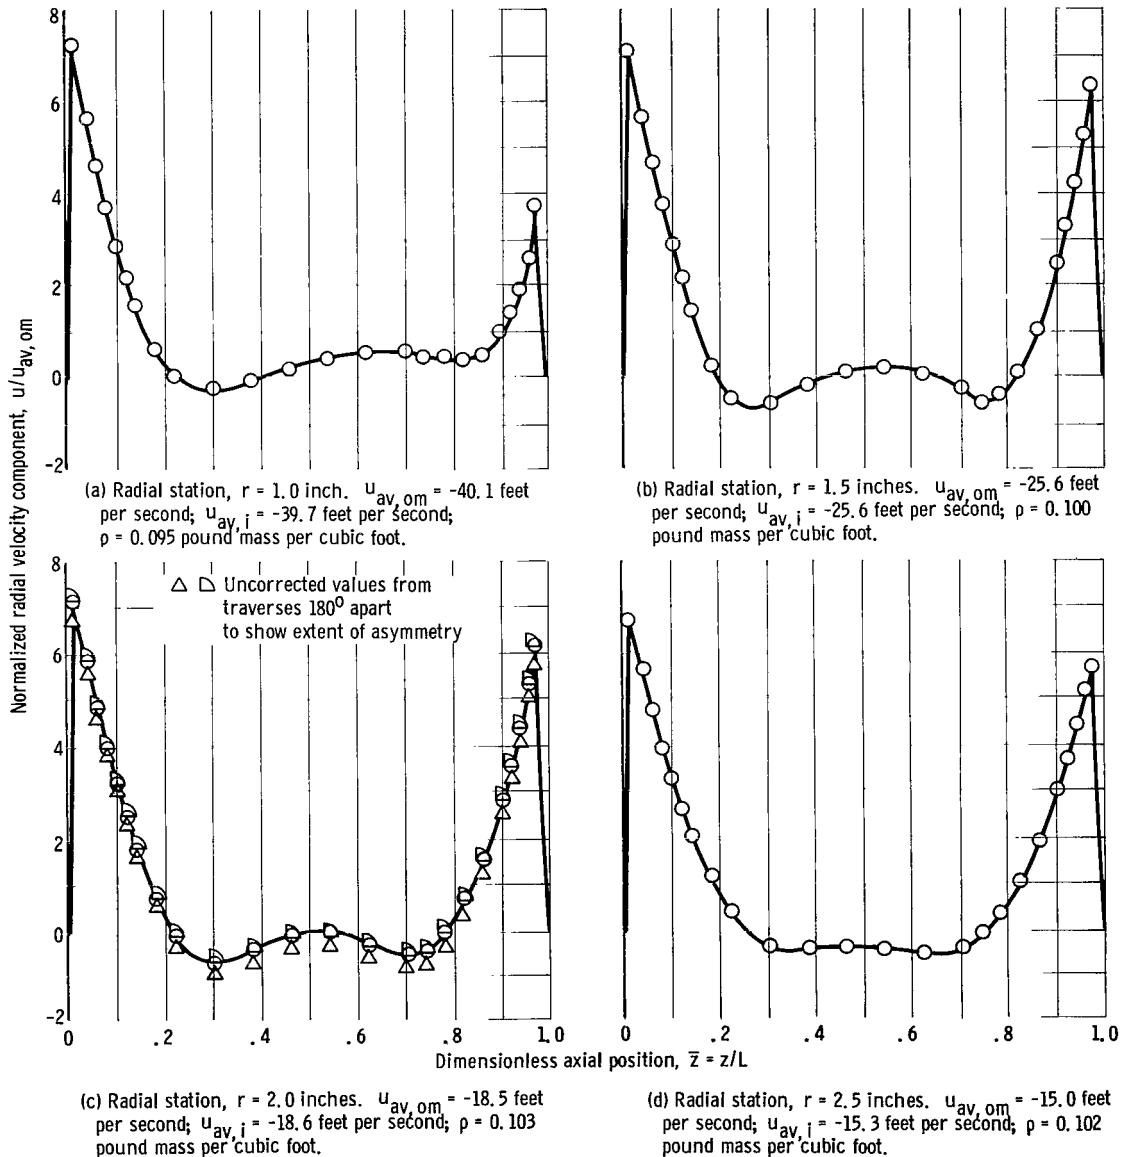 Normalized radial velocity component, u/u_av, om
8
6
4
2
0
-2
(a) Radial station, r = 1.0 inch. u_av, om = -40.1 feet
per second; u_av, i = -39.7 feet per second;
ρ = 0.095 pound mass per cubic foot.
(b) Radial station, r = 1.5 inches. u_av, om = -25.6 feet
per second; u_av, i = -25.6 feet per second; ρ = 0.100
pound mass per cubic foot.
8
6
4
2
0
-2
Uncorrected values from
traverses 180° apart
to show extent of asymmetry
0 .2 .4 .6 .8 1.0
0 .2 .4 .6 .8 1.0
Dimensionless axial position, z̄ = z/L
(c) Radial station, r = 2.0 inches. u_av, om = -18.5 feet
per second; u_av, i = -18.6 feet per second; ρ = 0.103
pound mass per cubic foot.
(d) Radial station, r = 2.5 inches. u_av, om = -15.0 feet
per second; u_av, i = -15.3 feet per second; ρ = 0.102
pound mass per cubic foot.